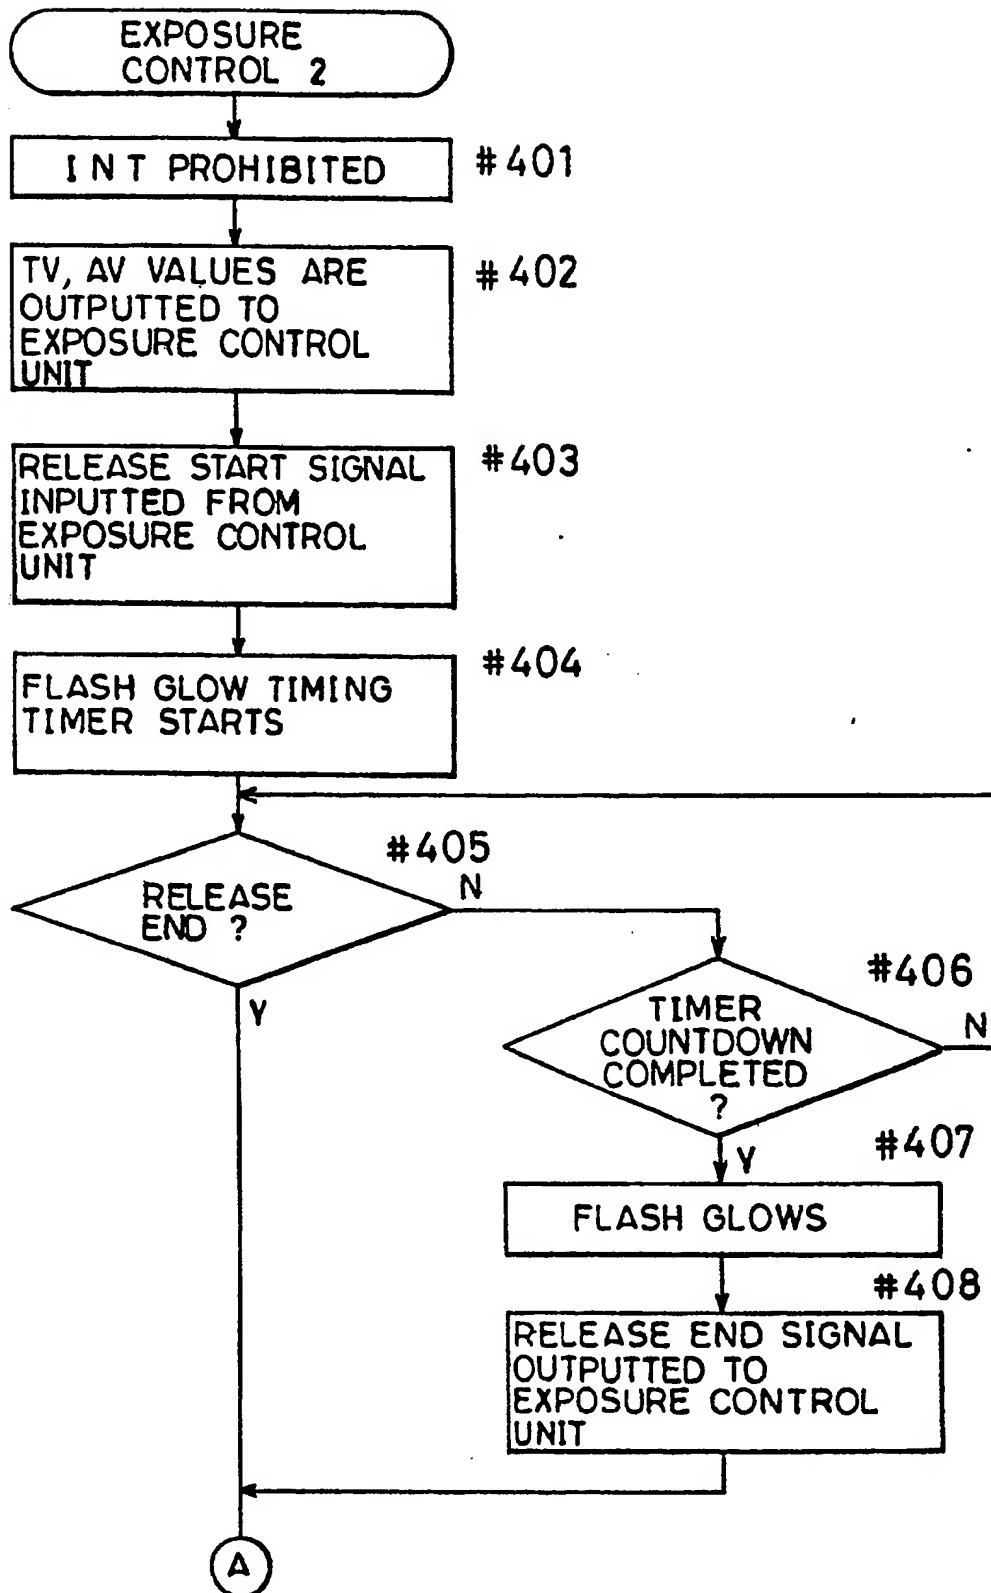 EXPOSURE
CONTROL 2
INT PROHIBITED
#401
TV, AV VALUES ARE
OUTPUTTED TO
EXPOSURE CONTROL
UNIT
#402
RELEASE START SIGNAL
INPUTTED FROM
EXPOSURE CONTROL
UNIT
#403
FLASH GLOW TIMING
TIMER STARTS
#404
RELEASE
END ?
#405
N
Y
TIMER
COUNTDOWN
COMPLETED
?
#406
N
Y
#407
FLASH GLOWS
#408
RELEASE END SIGNAL
OUTPUTTED TO
EXPOSURE CONTROL
UNIT
A